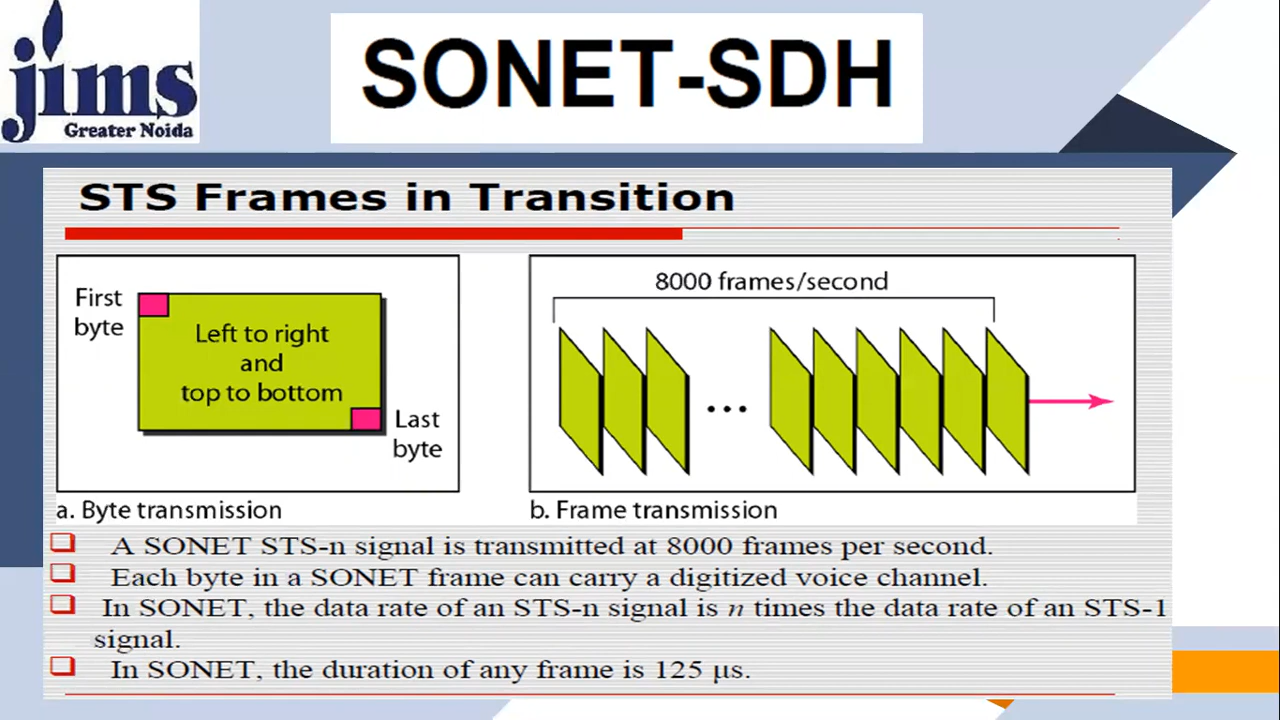 jims
Greater Noida
SONET-SDH
STS Frames in Transition
First
byte
Left to right
and
top to bottom
Last
byte
a. Byte transmission
8000 frames/second
...
b. Frame transmission
A SONET STS-n signal is transmitted at 8000 frames per second.
Each byte in a SONET frame can carry a digitized voice channel.
In SONET, the data rate of an STS-n signal is n times the data rate of an STS-1
signal.
In SONET, the duration of any frame is 125 μs.